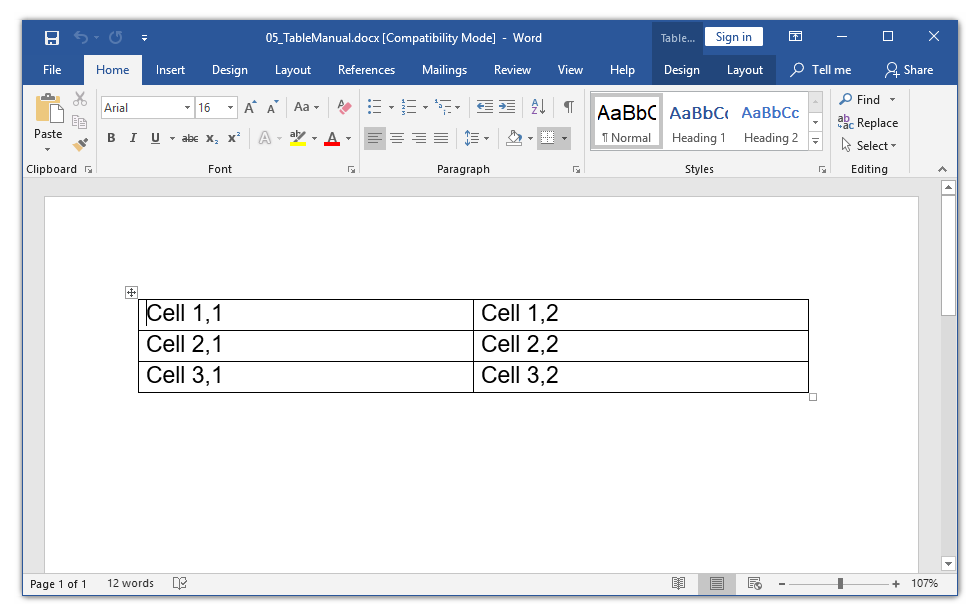 05_TableManual.docx [Compatibility Mode] - Word
Table...
Sign in
File Home Insert Design Layout References Mailings Review View Help Design Layout Tell me Share
Paste
Clipboard
Arial 16
Aa
B I U abc x₂ x²
A A
Font
Paragraph
AaBbC AaBbCc AaBbCc
¶ Normal Heading 1 Heading 2
Styles
Find
Replace
Select
Editing
Cell 1,1 Cell 1,2
Cell 2,1 Cell 2,2
Cell 3,1 Cell 3,2
Page 1 of 1 12 words 107%